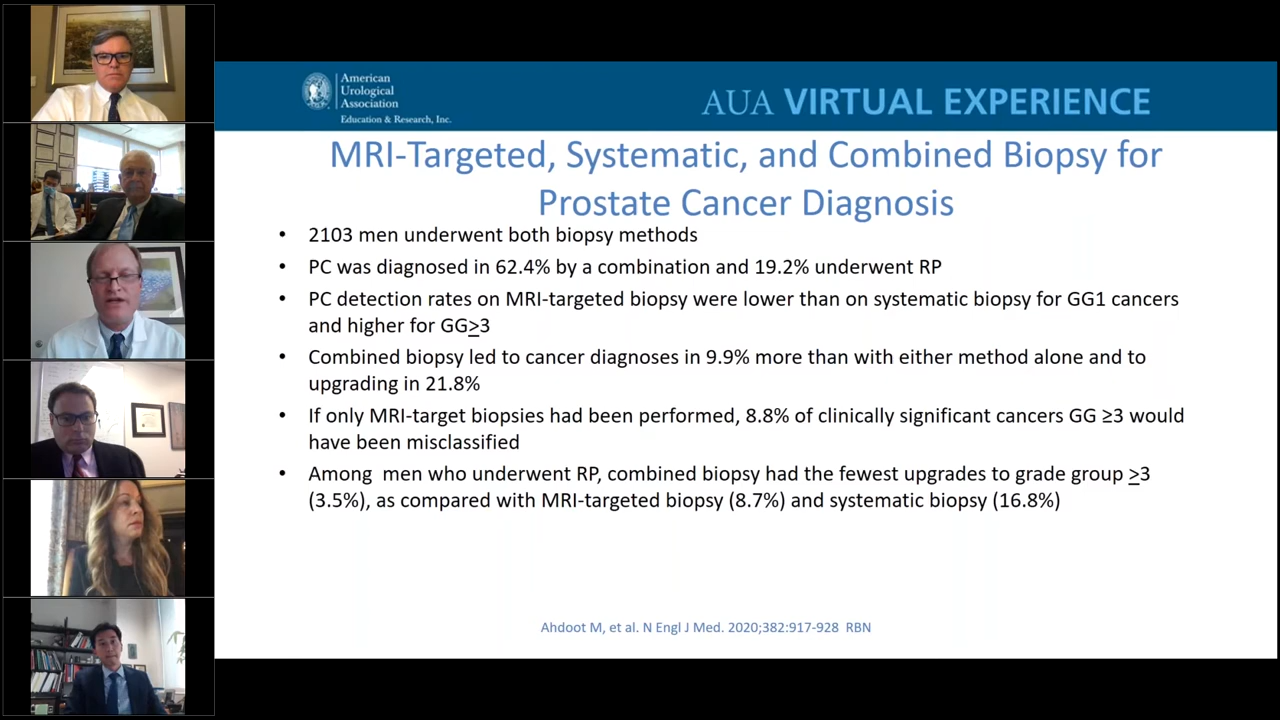 American
Urological
Association
Education & Research, Inc.
AUA VIRTUAL EXPERIENCE
MRI-Targeted, Systematic, and Combined Biopsy for
Prostate Cancer Diagnosis
• 2103 men underwent both biopsy methods
• PC was diagnosed in 62.4% by a combination and 19.2% underwent RP
• PC detection rates on MRI-targeted biopsy were lower than on systematic biopsy for GG1 cancers
and higher for GG≥3
• Combined biopsy led to cancer diagnoses in 9.9% more than with either method alone and to
upgrading in 21.8%
• If only MRI-target biopsies had been performed, 8.8% of clinically significant cancers GG ≥3 would
have been misclassified
• Among men who underwent RP, combined biopsy had the fewest upgrades to grade group ≥3
(3.5%), as compared with MRI-targeted biopsy (8.7%) and systematic biopsy (16.8%)
Ahdoot M, et al. N Engl J Med. 2020;382:917-928 RBN